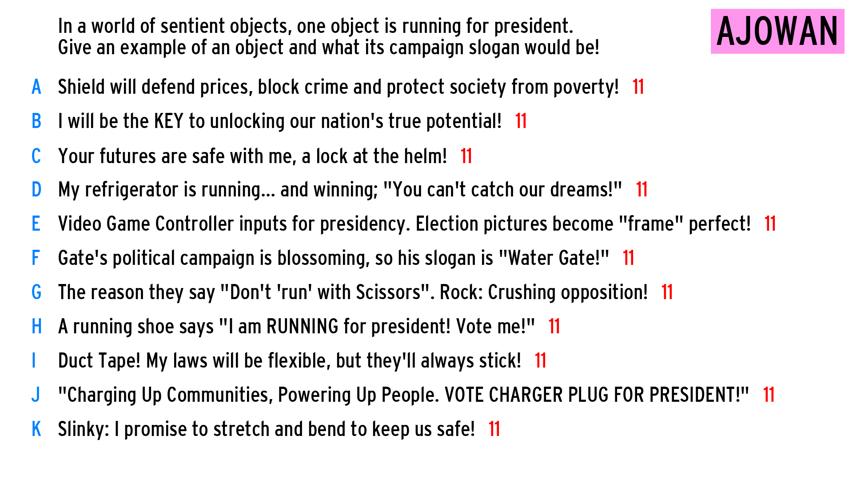 In a world of sentient objects, one object is running for president.
Give an example of an object and what its campaign slogan would be!
AJOWAN
A Shield will defend prices, block crime and protect society from poverty! 11
B I will be the KEY to unlocking our nation's true potential! 11
C Your futures are safe with me, a lock at the helm! 11
D My refrigerator is running... and winning; "You can't catch our dreams!" 11
E Video Game Controller inputs for presidency. Election pictures become "frame" perfect! 11
F Gate's political campaign is blossoming, so his slogan is "Water Gate!" 11
G The reason they say "Don't 'run' with Scissors". Rock: Crushing opposition! 11
H A running shoe says "I am RUNNING for president! Vote me!" 11
I Duct Tape! My laws will be flexible, but they'll always stick! 11
J "Charging Up Communities, Powering Up People. VOTE CHARGER PLUG FOR PRESIDENT!" 11
K Slinky: I promise to stretch and bend to keep us safe! 11